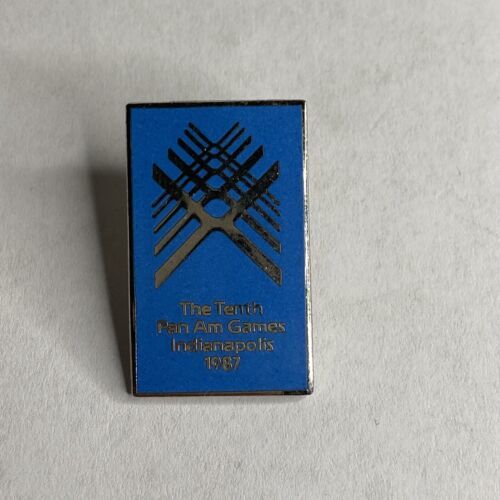 The Tenth
Pan Am Games
Indianapolis
1987